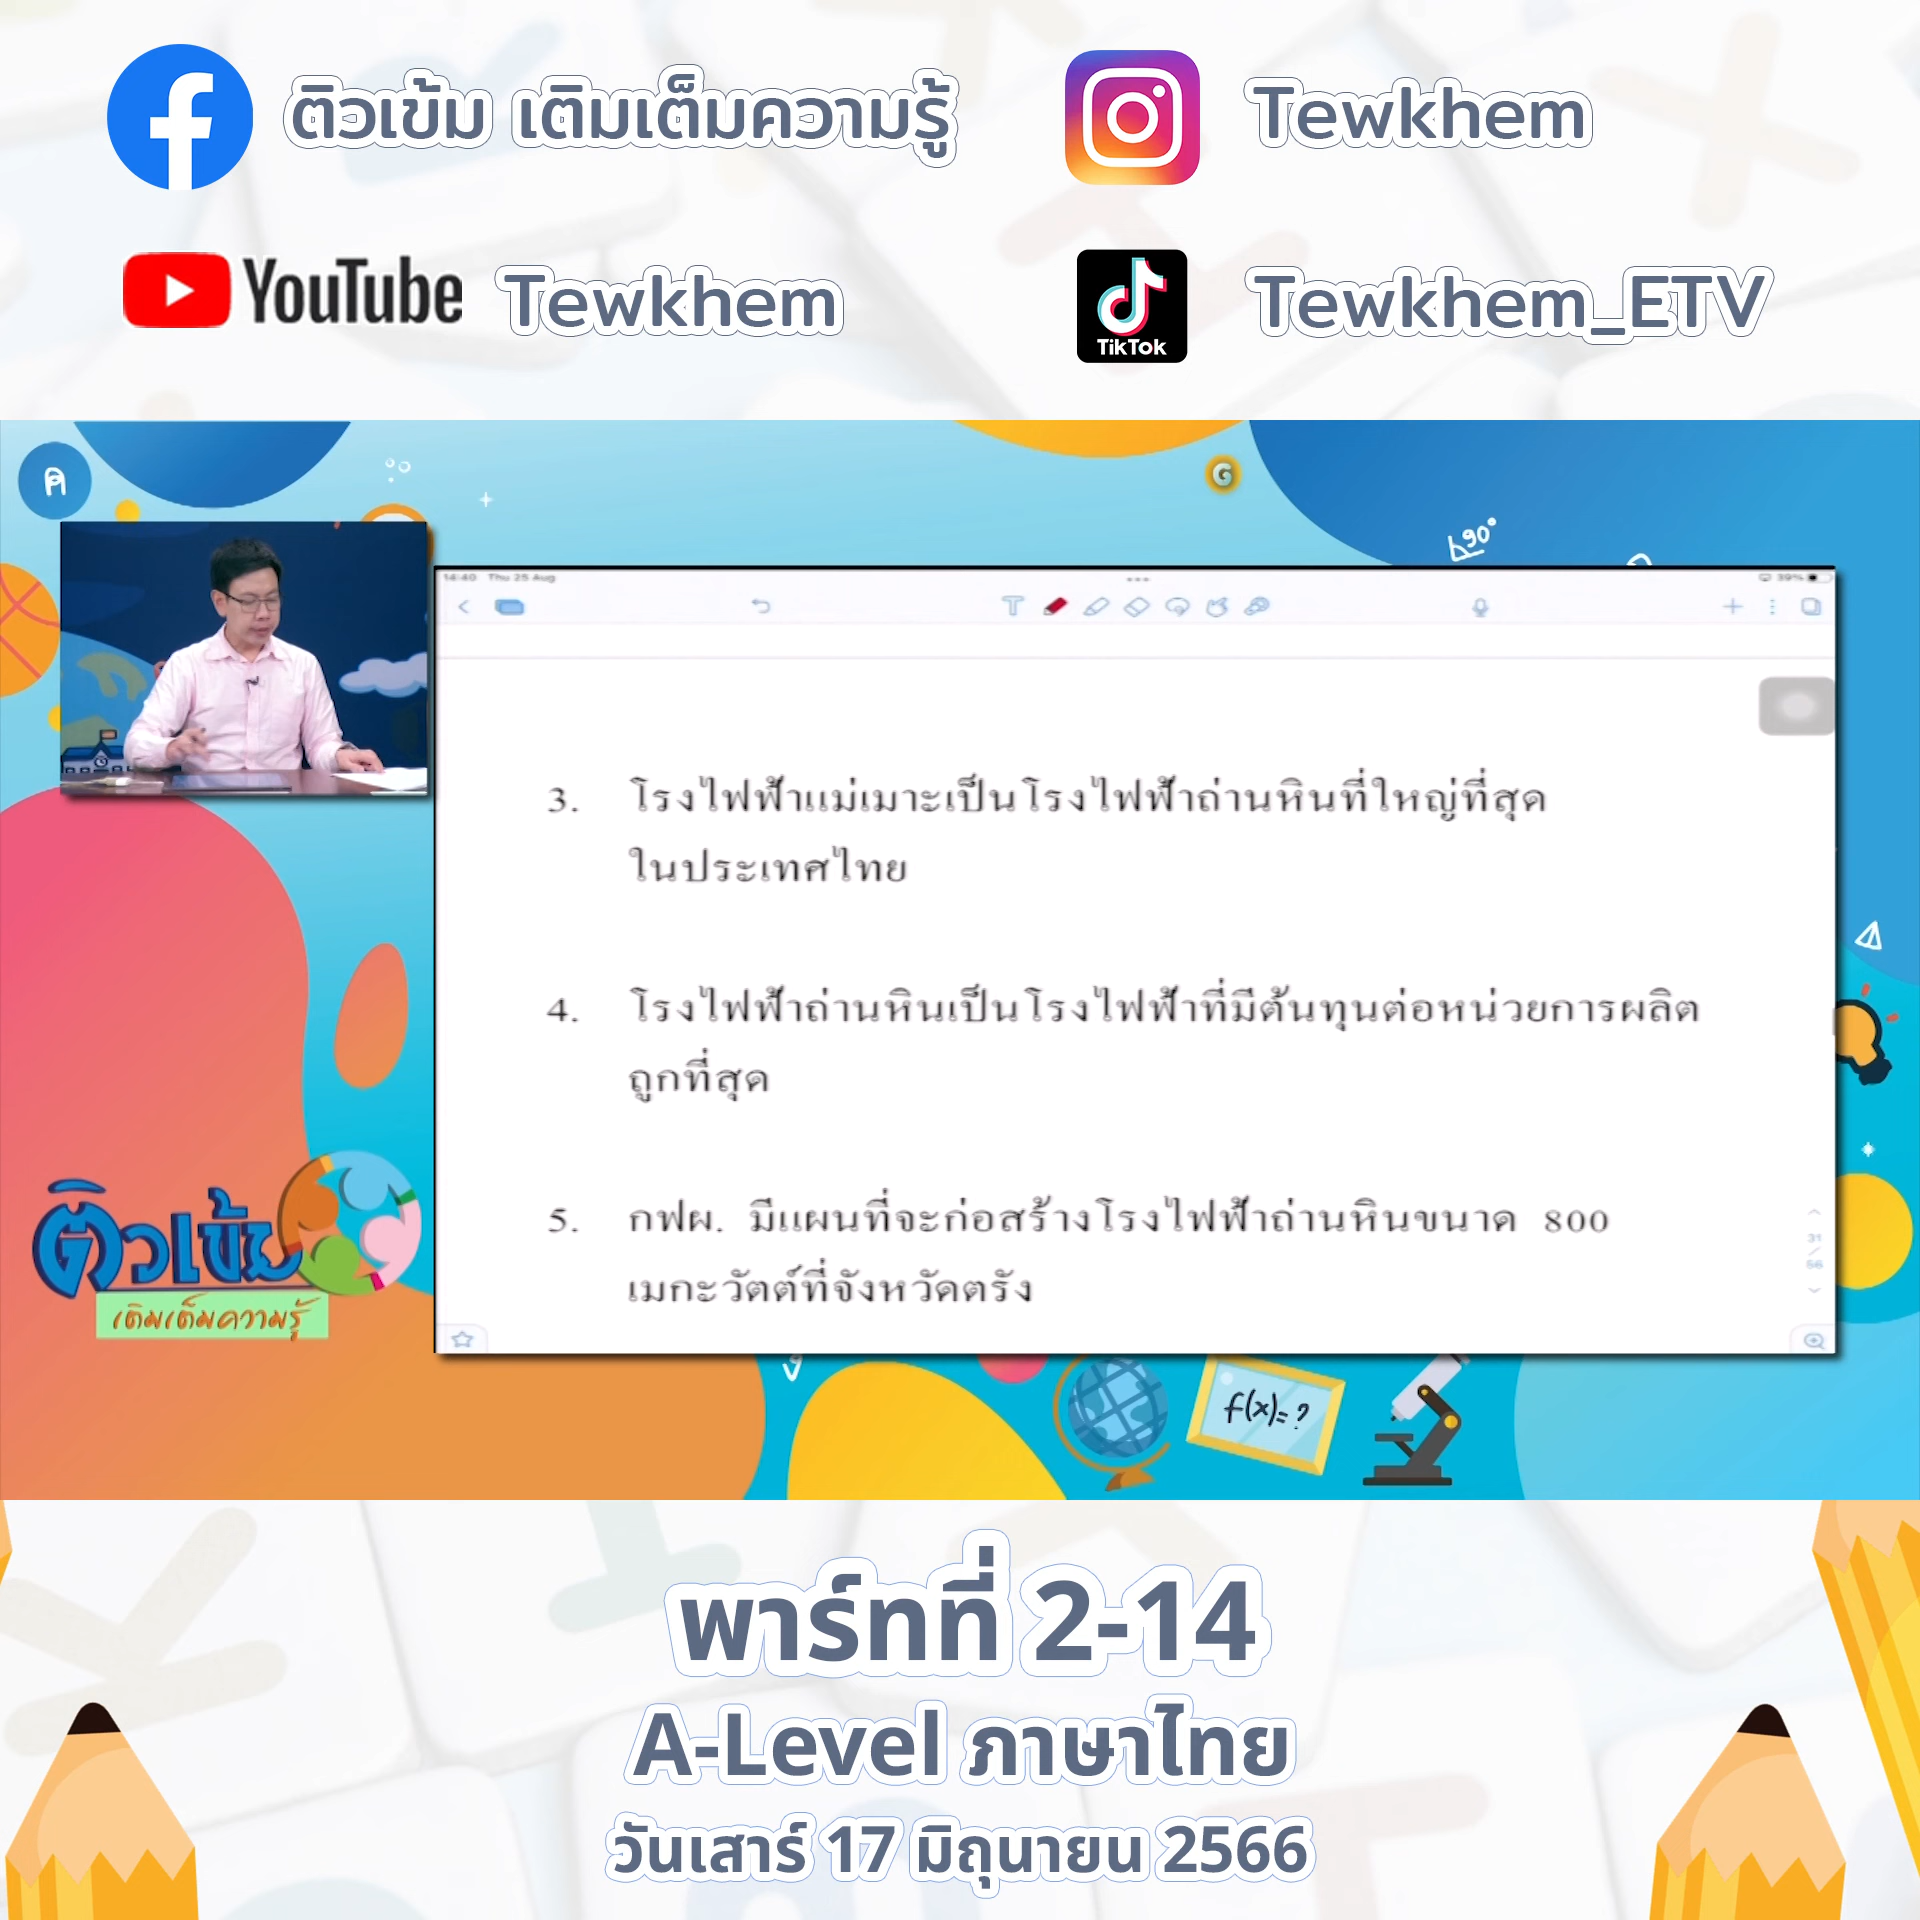 ติวเข้ม เติมเต็มความรู้
Tewkhem
YouTube Tewkhem
TikTok
Tewkhem_ETV
ค
G
90°
14:40 Thu 25 Aug
39%
3. โรงไฟฟ้าแม่เมาะเป็นโรงไฟฟ้าถ่านหินที่ใหญ่ที่สุด
ในประเทศไทย
4. โรงไฟฟ้าถ่านหินเป็นโรงไฟฟ้าที่มีต้นทุนต่อหน่วยการผลิต
ถูกที่สุด
5. กฟผ. มีแผนที่จะก่อสร้างโรงไฟฟ้าถ่านหินขนาด 800
เมกะวัตต์ที่จังหวัดตรัง
31
56
ติวเข้ม
เติมเต็มความรู้
f(x)=?
พาร์ทที่ 2-14
A-Level ภาษาไทย
วันเสาร์ 17 มิถุนายน 2566